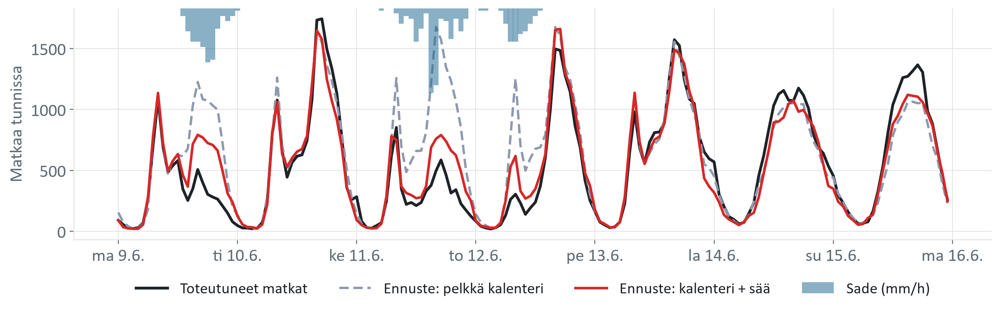 Matkaa tunnissa
1500
1000
500
0
ma 9.6. ti 10.6. ke 11.6. to 12.6. pe 13.6. la 14.6. su 15.6. ma 16.6.
Toteutuneet matkat Ennuste: pelkkä kalenteri Ennuste: kalenteri + sää Sade (mm/h)